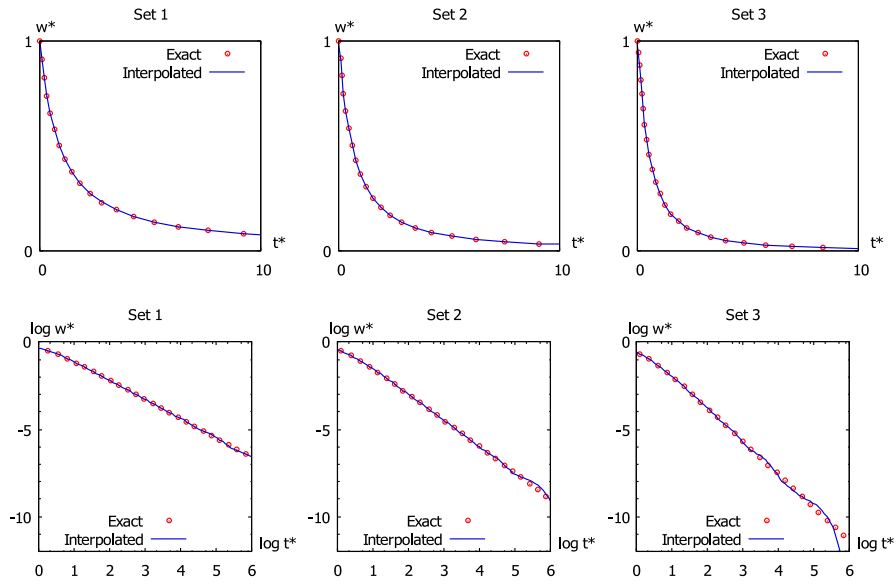 Set 1
w*
1
Exact
Interpolated
0
t*
0
10
Set 2
w*
1
Exact
Interpolated
0
t*
0
10
Set 3
w*
1
Exact
Interpolated
0
t*
0
10
Set 1
log w*
0
-5
-10
Exact
Interpolated
log t*
0 1 2 3 4 5 6
Set 2
log w*
0
-5
-10
Exact
Interpolated
log t*
0 1 2 3 4 5 6
Set 3
log w*
0
-5
-10
Exact
Interpolated
log t*
0 1 2 3 4 5 6